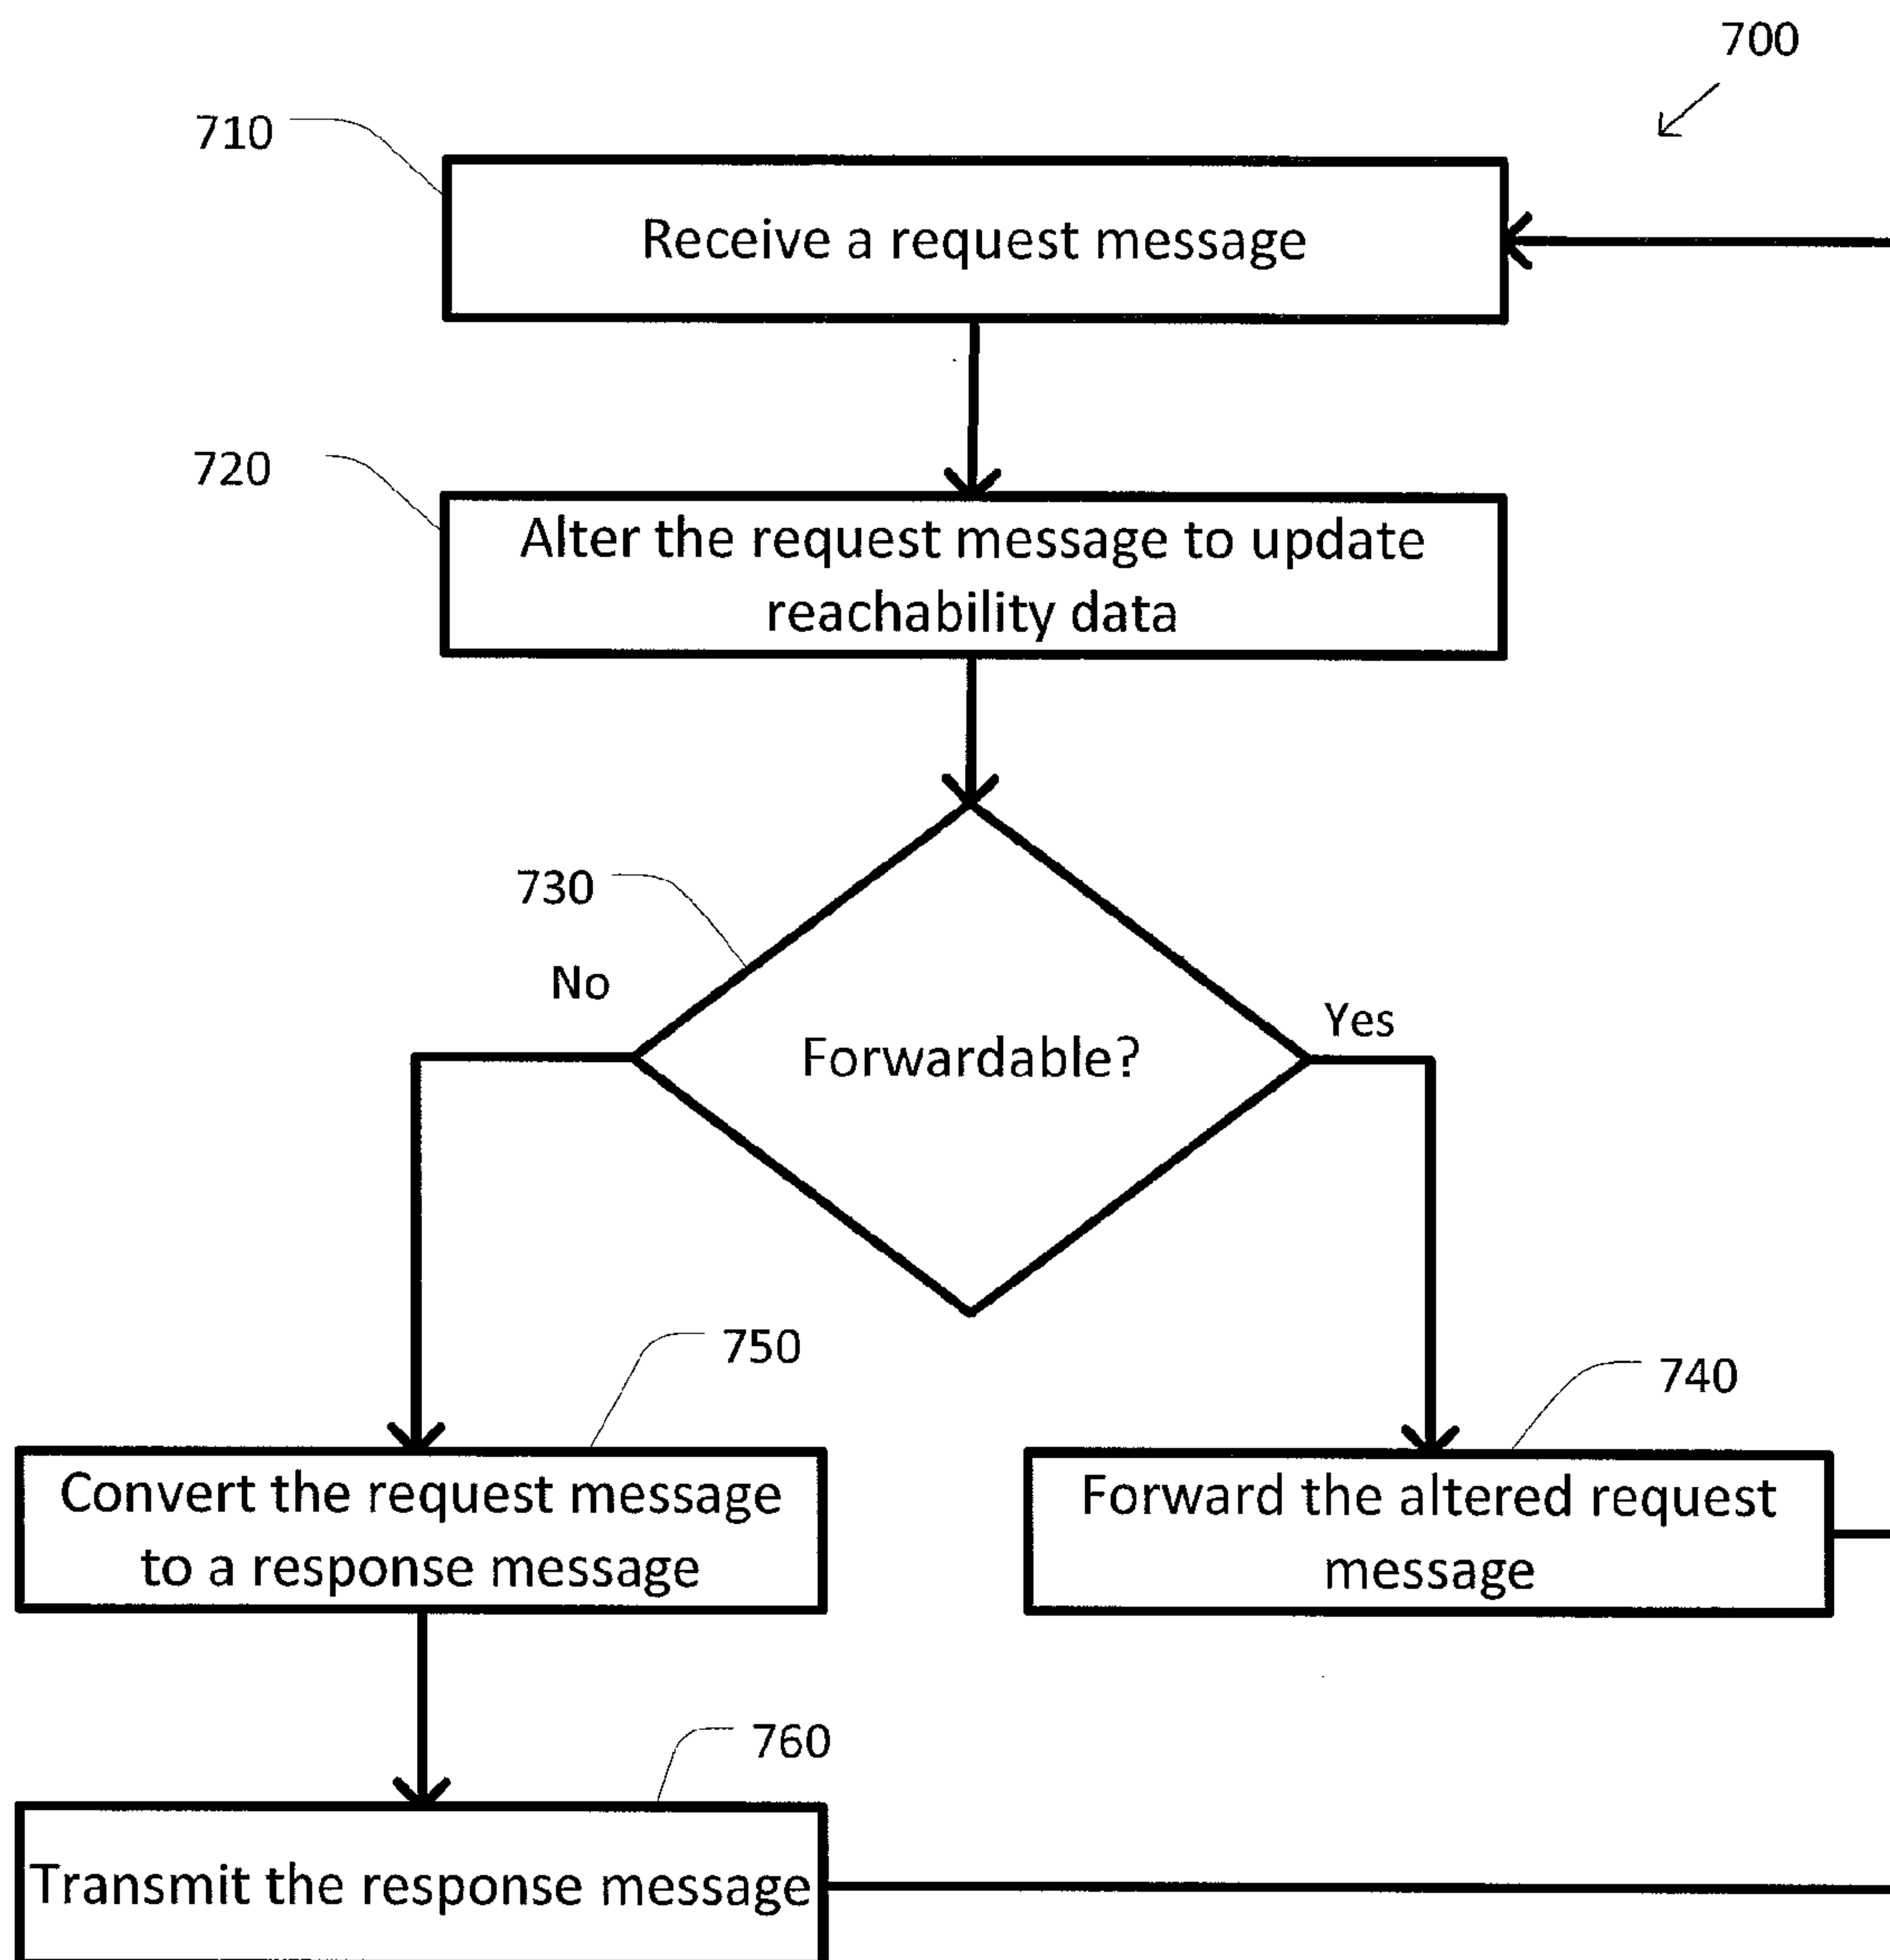 700
710
Receive a request message
720
Alter the request message to update
reachability data
730
No
Yes
Forwardable?
750
740
Convert the request message
to a response message
Forward the altered request
message
760
Transmit the response message